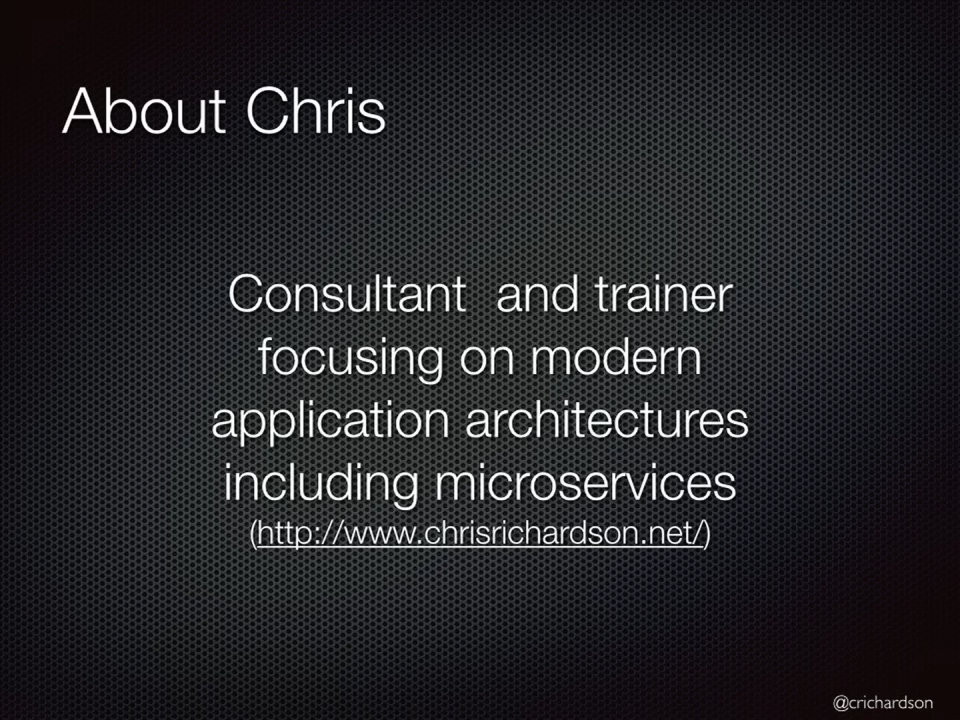 About Chris
Consultant  and trainer
focusing on modern
application architectures
including microservices
(http://www.chrisrichardson.net/)
@crichardson